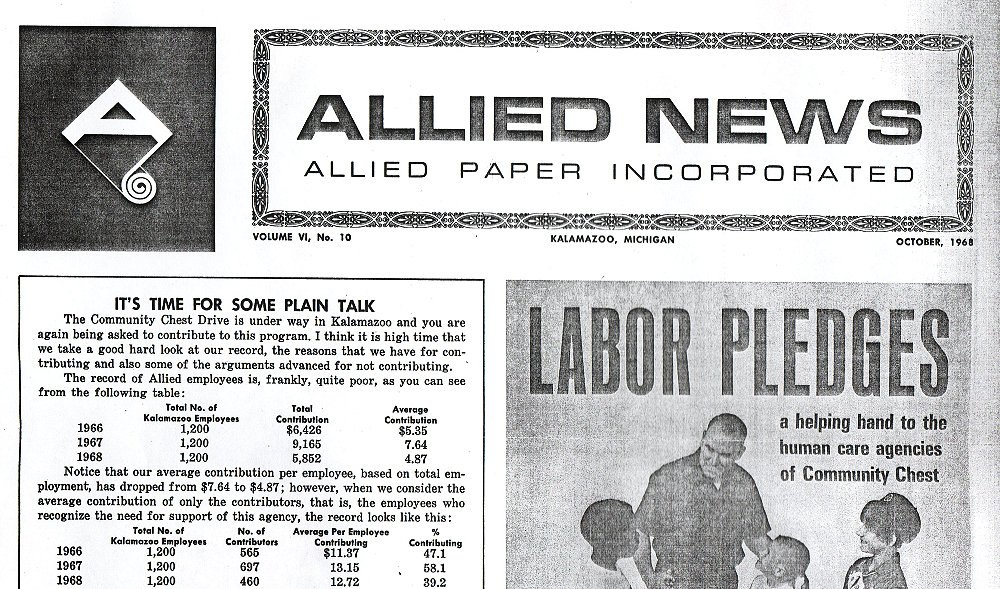 A
ALLIED NEWS
ALLIED PAPER INCORPORATED
VOLUME VI, No. 10 KALAMAZOO, MICHIGAN OCTOBER, 1968
IT'S TIME FOR SOME PLAIN TALK
The Community Chest Drive is under way in Kalamazoo and you are
again being asked to contribute to this program. I think it is high time that
we take a good hard look at our record, the reasons that we have for con-
tributing and also some of the arguments advanced for not contributing.
The record of Allied employees is, frankly, quite poor, as you can see
from the following table:
Total No. of Total Average
Kalamazoo Employees Contribution Contribution
1966 1,200 $6,426 $5.35
1967 1,200 9,165 7.64
1968 1,200 5,852 4.87
Notice that our average contribution per employee, based on total em-
ployment, has dropped from $7.64 to $4.87; however, when we consider the
average contribution of only the contributors, that is, the employees who
recognize the need for support of this agency, the record looks like this:
Total No. of No. of Average Per Employee %
Kalamazoo Employees Contributors Contributing Contributing
1966 1,200 565 $11.37 47.1
1967 1,200 697 13.15 58.1
1968 1,200 460 12.72 39.2
LABOR PLEDGES
a helping hand to the
human care agencies
of Community Chest